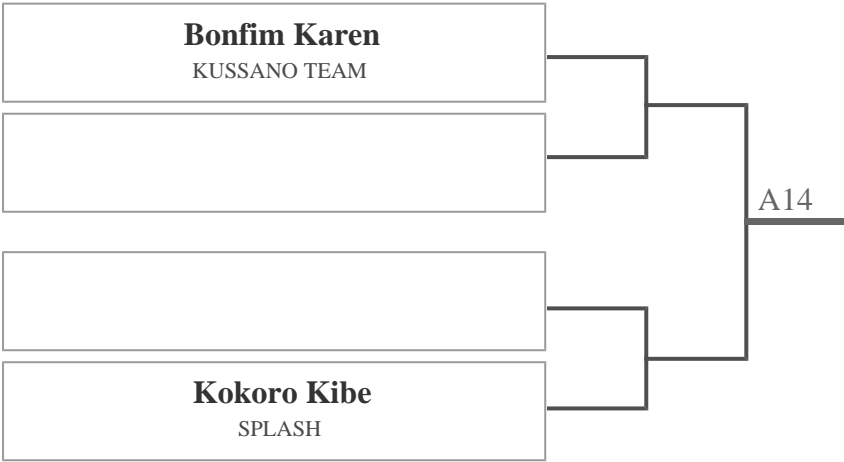 Bonfim Karen
KUSSANO TEAM
A14
Kokoro Kibe
SPLASH